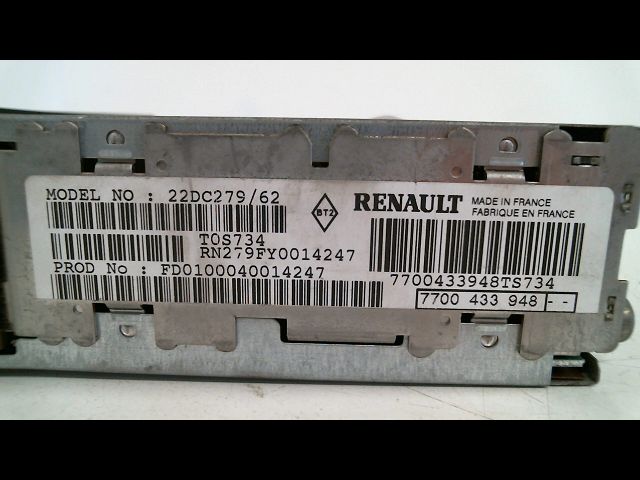 MODEL NO : 22DC279/62
T0S734
RN279FY0014247
PROD No : FD0100040014247
BT2
RENAULT
MADE IN FRANCE
FABRIQUE EN FRANCE
7700433948TS734
7700 433 948 - -